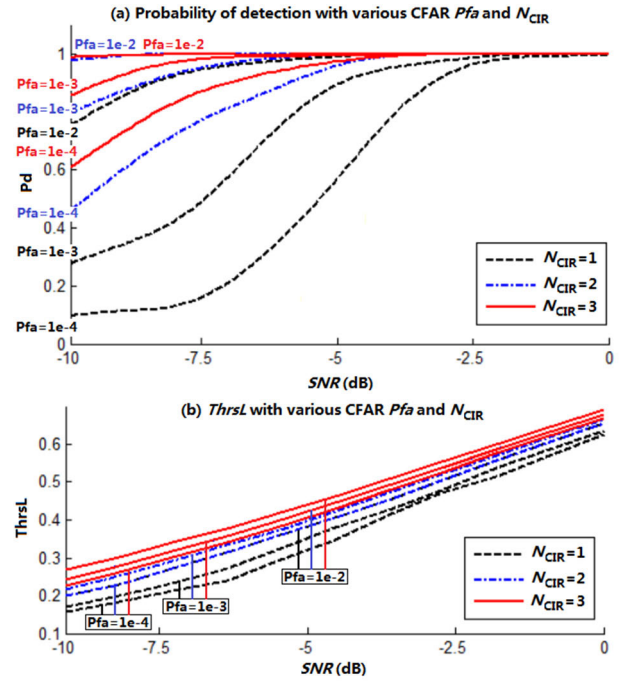 (a) Probability of detection with various CFAR Pfa and NCIR
Pfa=1e-2 Pfa=1e-2
1
Pfa=1e-3
Pfa=1e-3
Pfa=1e-2
Pfa=1e-4
0.6
Pd
Pfa=1e-4
0.4
Pfa=1e-3
0.2
Pfa=1e-4
0
NCIR=1
NCIR=2
NCIR=3
-10 -7.5 -5 -2.5 0
SNR (dB)
(b) ThrsL with various CFAR Pfa and NCIR
ThrsL
0.6
0.5
0.4
0.3
0.2
0.1
Pfa=1e-2
Pfa=1e-3
Pfa=1e-4
NCIR=1
NCIR=2
NCIR=3
-10 -7.5 -5 -2.5 0
SNR (dB)